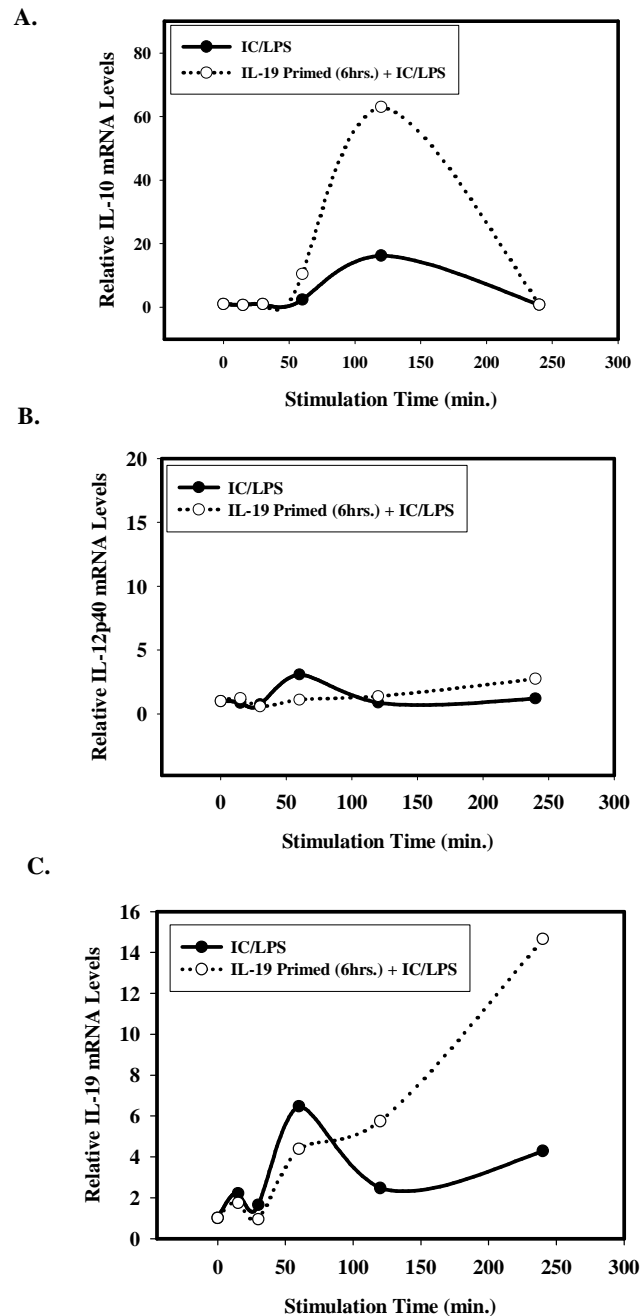 A.
IC/LPS
IL-19 Primed (6hrs.) + IC/LPS
Relative IL-10 mRNA Levels
80
60
40
20
0
0 50 100 150 200 250 300
Stimulation Time (min.)
B.
IC/LPS
IL-19 Primed (6hrs.) + IC/LPS
Relative IL-12p40 mRNA Levels
20
15
10
5
0
0 50 100 150 200 250 300
Stimulation Time (min.)
C.
IC/LPS
IL-19 Primed (6hrs.) + IC/LPS
Relative IL-19 mRNA Levels
16
14
12
10
8
6
4
2
0
0 50 100 150 200 250 300
Stimulation Time (min.)